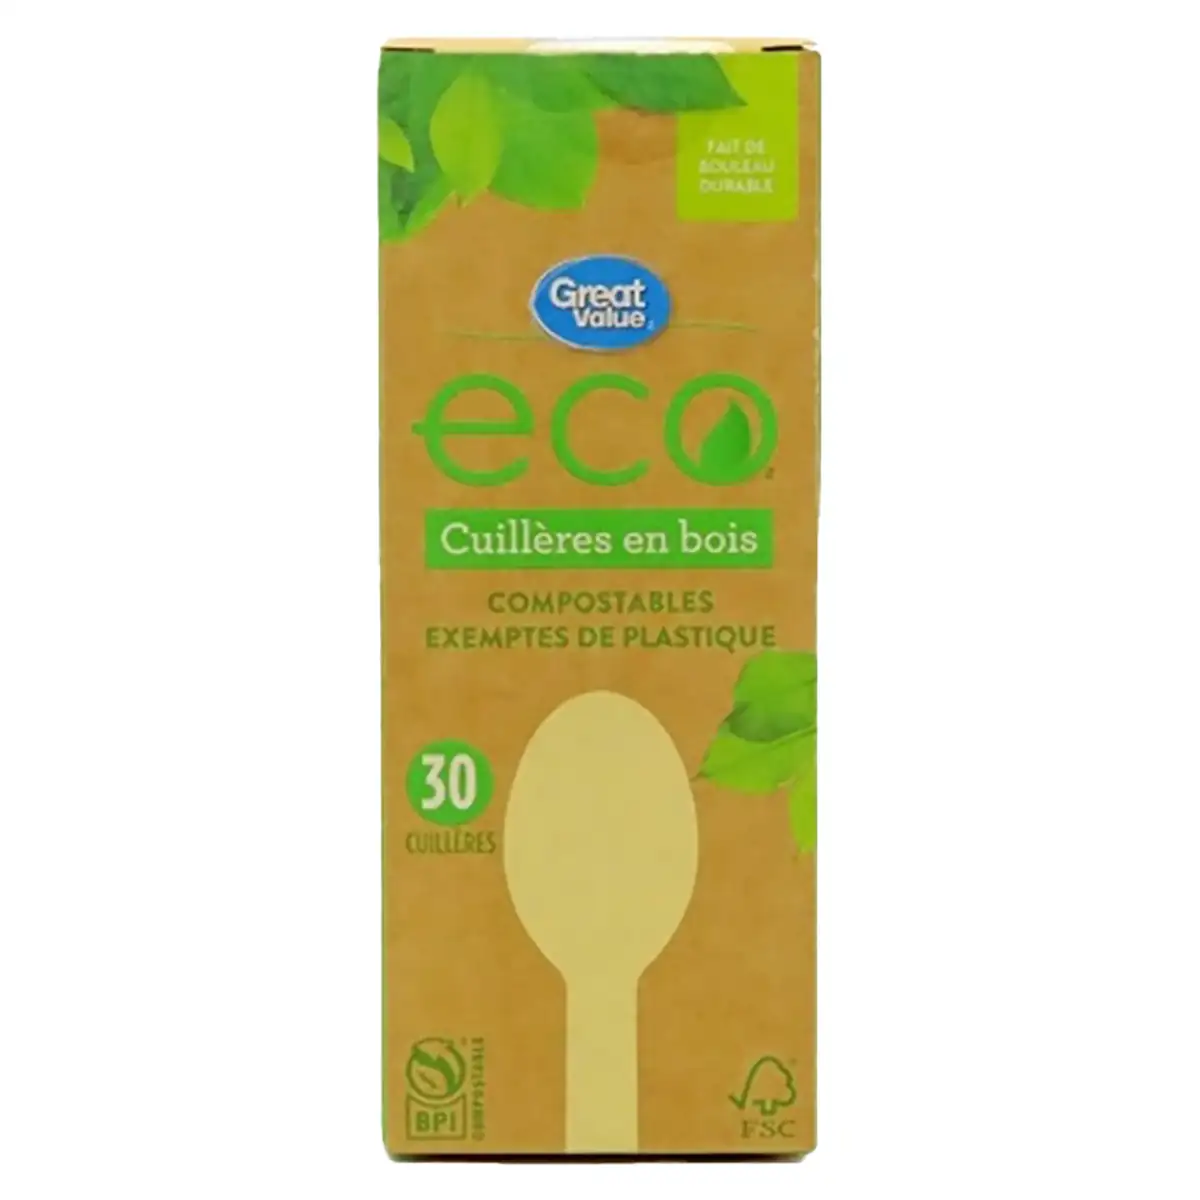 FAIT DE
BOULEAU
DURABLE
Great
Value
eco
Cuillères en bois
COMPOSTABLES
EXEMPTES DE PLASTIQUE
30
CUILLÈRES
BPI
COMPOSTABLE
FSC